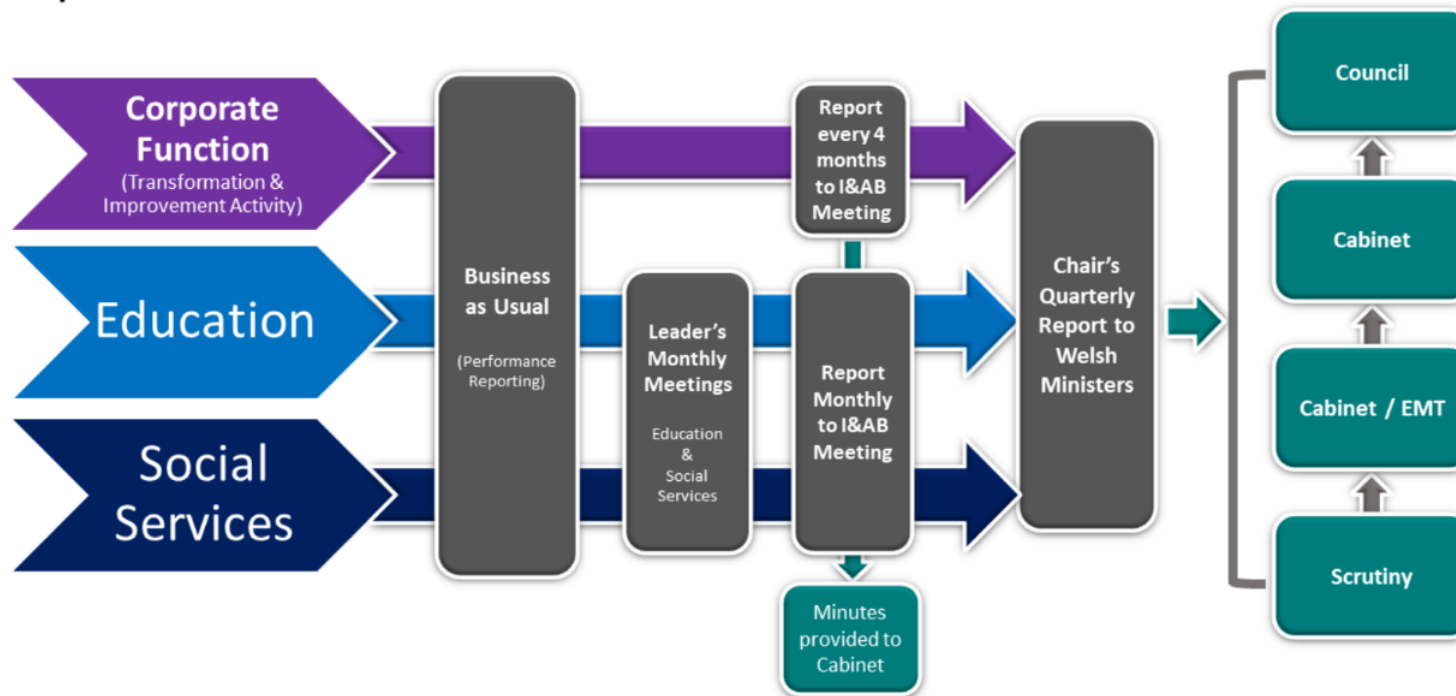 Corporate
Function
(Transformation &
Improvement Activity)
Education
Social
Services
Business
as Usual
(Performance
Reporting)
Leader's
Monthly
Meetings
Education
&
Social
Services
Report
every 4
months
to I&AB
Meeting
Report
Monthly
to I&AB
Meeting
Minutes
provided to
Cabinet
Chair's
Quarterly
Report to
Welsh
Ministers
Council
Cabinet
Cabinet / EMT
Scrutiny